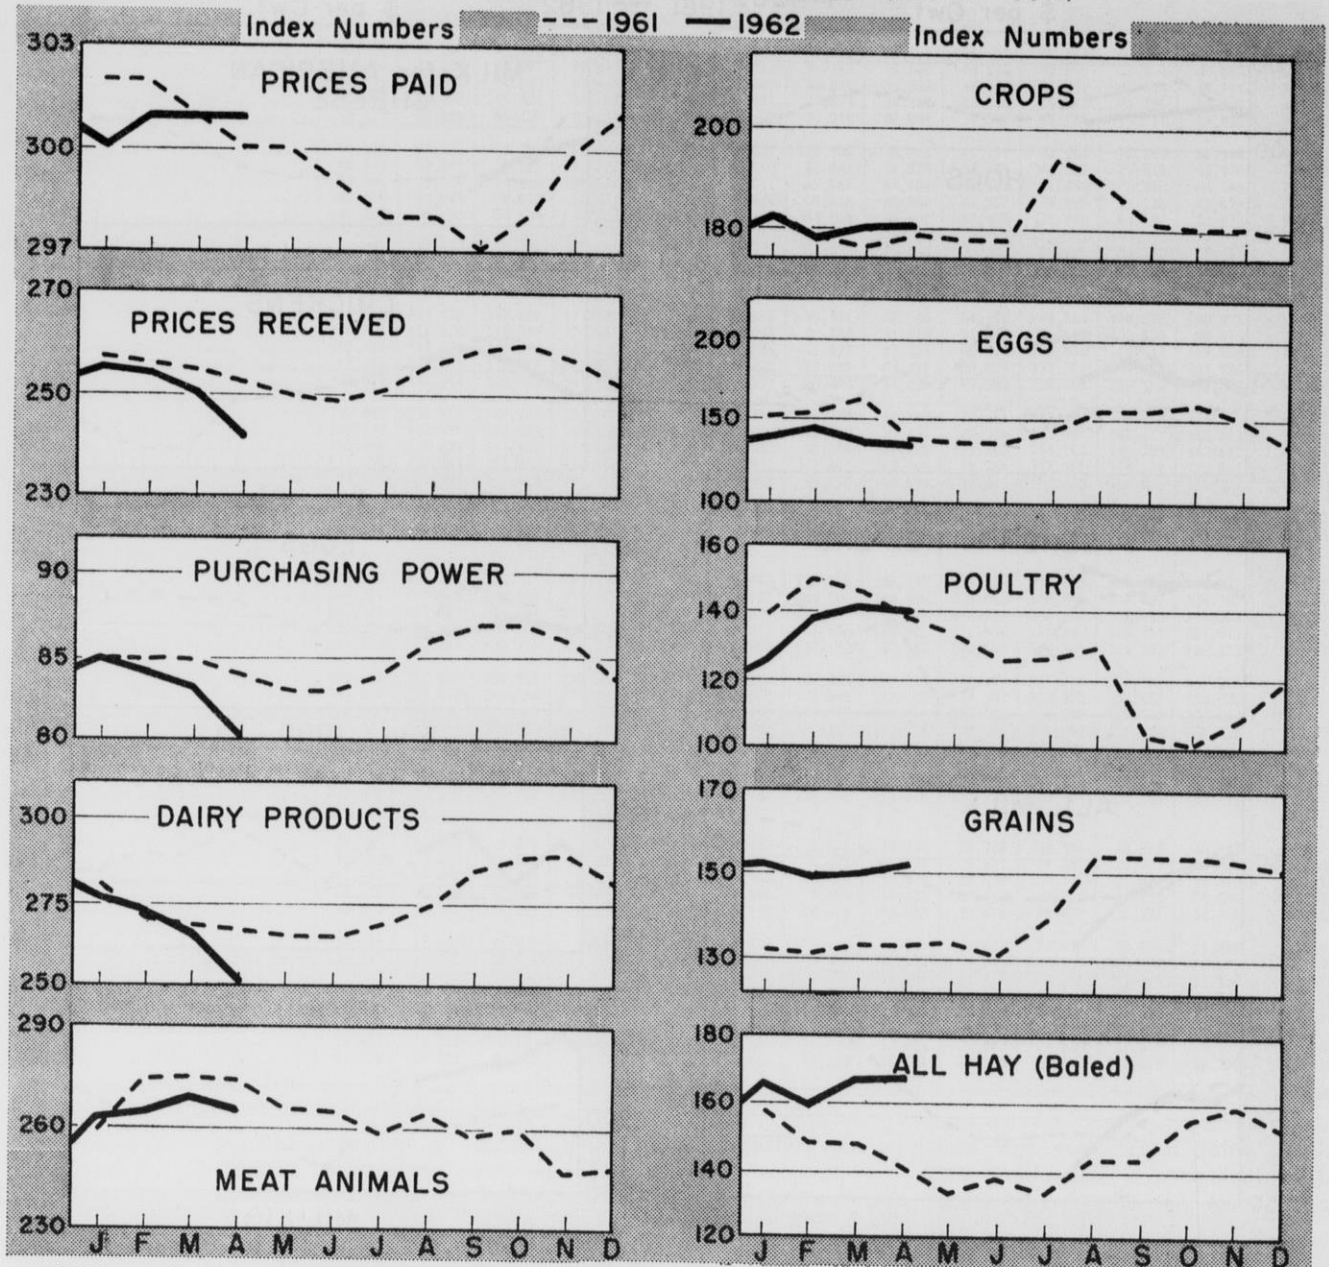 Index Numbers
1961
1962
Index Numbers
PRICES PAID
303
300
297
PRICES RECEIVED
270
250
230
PURCHASING POWER
90
85
80
DAIRY PRODUCTS
300
275
250
MEAT ANIMALS
290
260
230
J F M A M J J A S O N D
CROPS
200
180
EGGS
200
150
100
POULTRY
160
140
120
100
GRAINS
170
150
130
ALL HAY (Baled)
180
160
140
120
J F M A M J J A S O N D